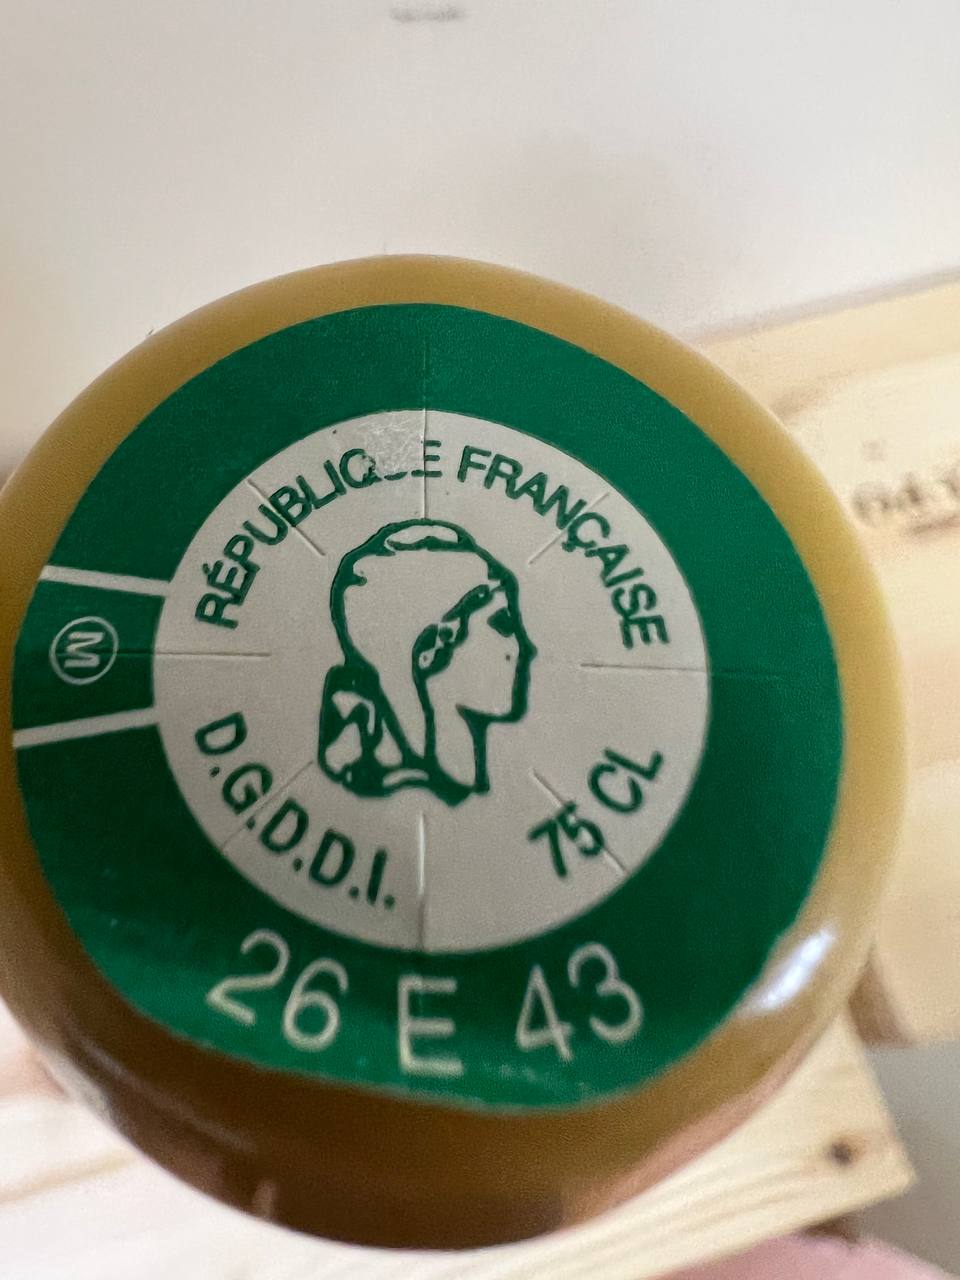 RÉPUBLIQUE FRANÇAISE
M
D.G.D.D.I.
75 CL
26 E 43